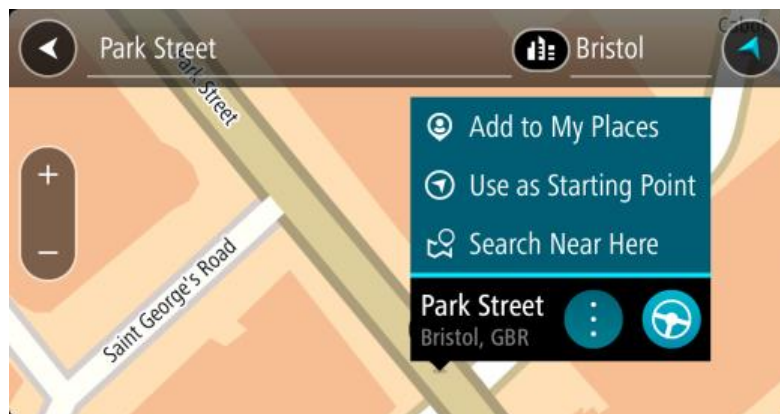 Park Street
Bristol
Cabot
Park Street
Add to My Places
+
Use as Starting Point
Search Near Here
−
Saint George's Road
Park Street
Bristol, GBR